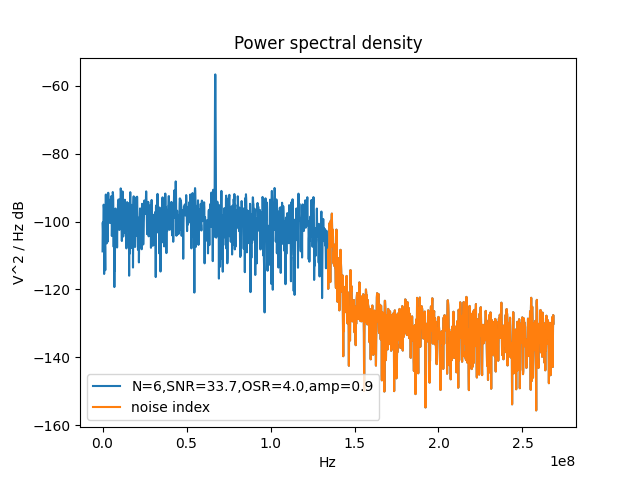 Power spectral density
V^2 / Hz dB
−60
−80
−100
−120
−140
−160
N=6,SNR=33.7,OSR=4.0,amp=0.9
noise index
0.0 0.5 1.0 1.5 2.0 2.5
1e8
Hz